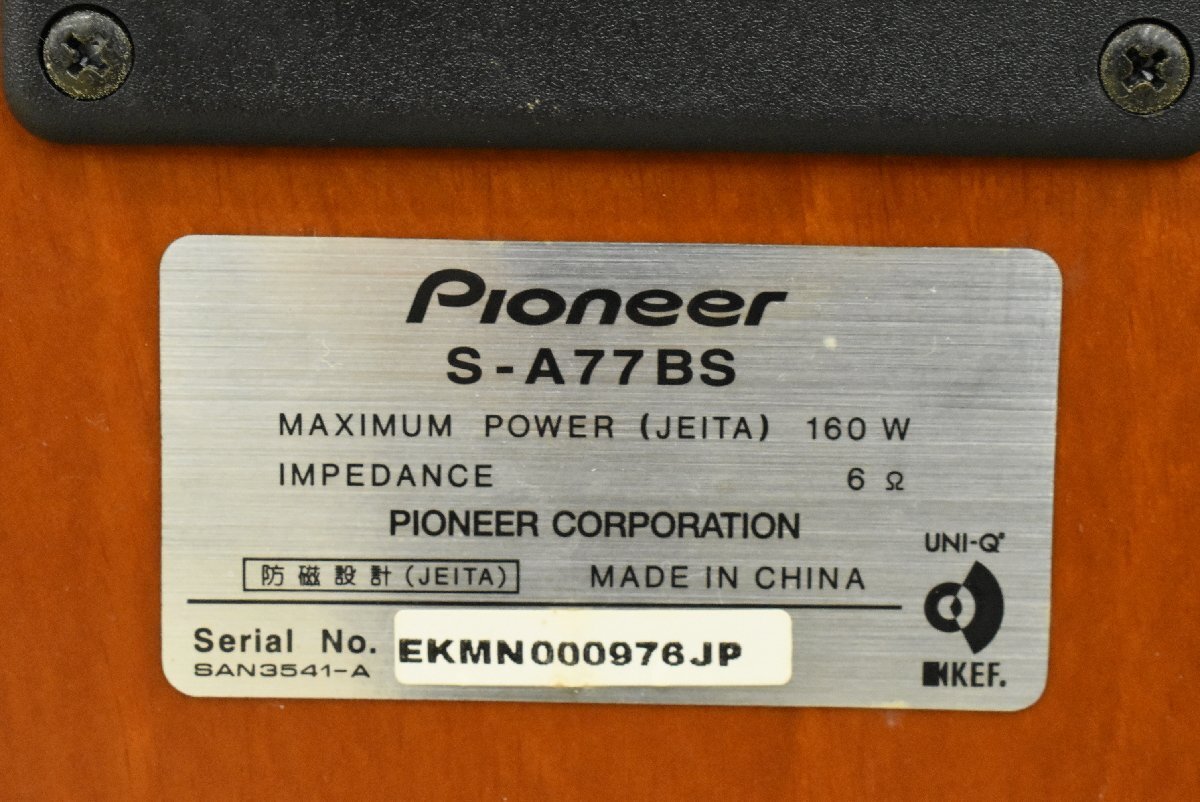 Pioneer
S-A77BS
MAXIMUM POWER (JEITA) 160 W
IMPEDANCE 6 Ω
PIONEER CORPORATION
防磁設計(JEITA) MADE IN CHINA
UNI-Q®
Serial No. EKMN000976JP
SAN3541-A
KEF.